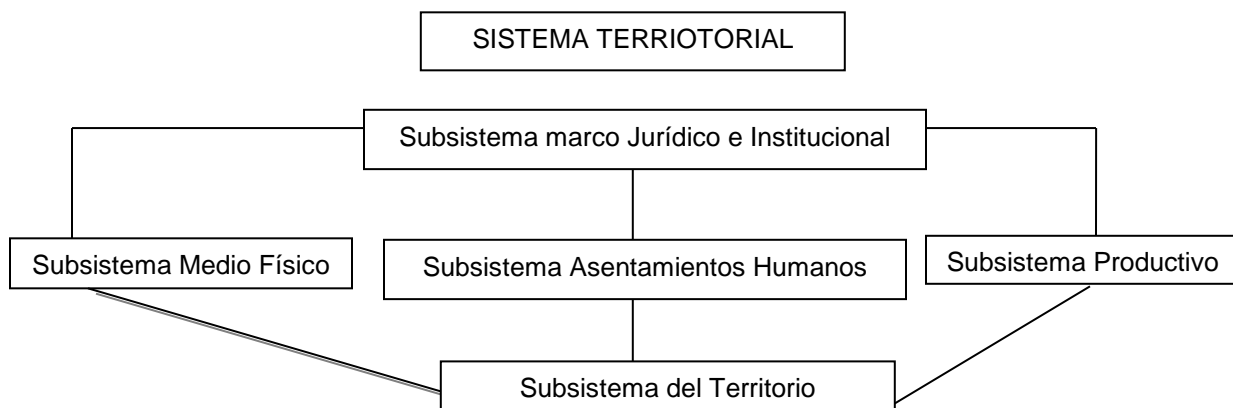 SISTEMA TERRIOTORIAL
Subsistema marco Jurídico e Institucional
Subsistema Medio Físico
Subsistema Asentamientos Humanos
Subsistema Productivo
Subsistema del Territorio